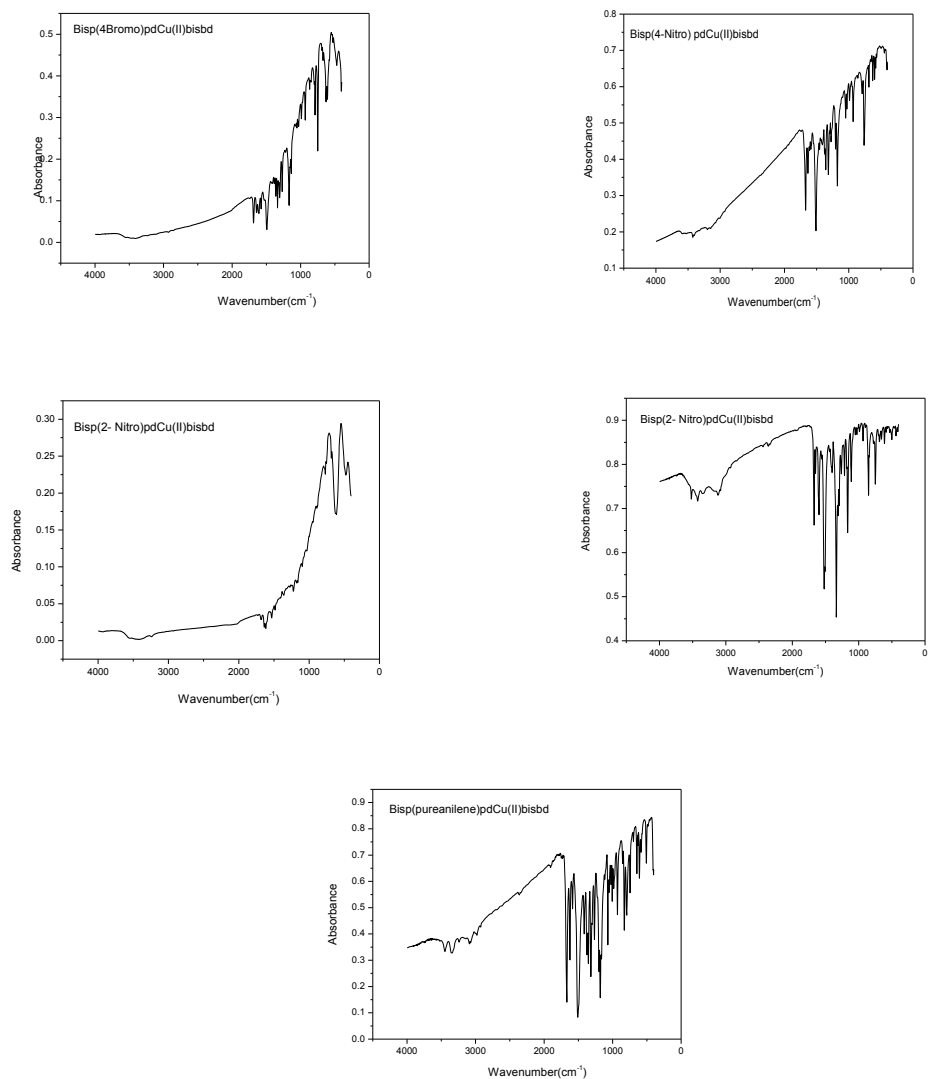 Bisp(4Bromo)pdCu(II)bisbd
0.5
0.4
0.3
0.2
0.1
0.0
Absorbance
4000 3000 2000 1000 0
Wavenumber(cm⁻¹)
Bisp(4-Nitro) pdCu(II)bisbd
0.8
0.7
0.6
0.5
0.4
0.3
0.2
0.1
Absorbance
4000 3000 2000 1000 0
Wavenumber(cm⁻¹)
Bisp(2- Nitro)pdCu(II)bisbd
0.30
0.25
0.20
0.15
0.10
0.05
0.00
Absorbance
4000 3000 2000 1000 0
Wavenumber(cm⁻¹)
Bisp(2- Nitro)pdCu(II)bisbd
0.9
0.8
0.7
0.6
0.5
0.4
Absorbance
4000 3000 2000 1000 0
Wavenumber(cm⁻¹)
Bisp(pureanilene)pdCu(II)bisbd
0.9
0.8
0.7
0.6
0.5
0.4
0.3
0.2
0.1
0.0
Absorbance
4000 3000 2000 1000 0
Wavenumber(cm⁻¹)